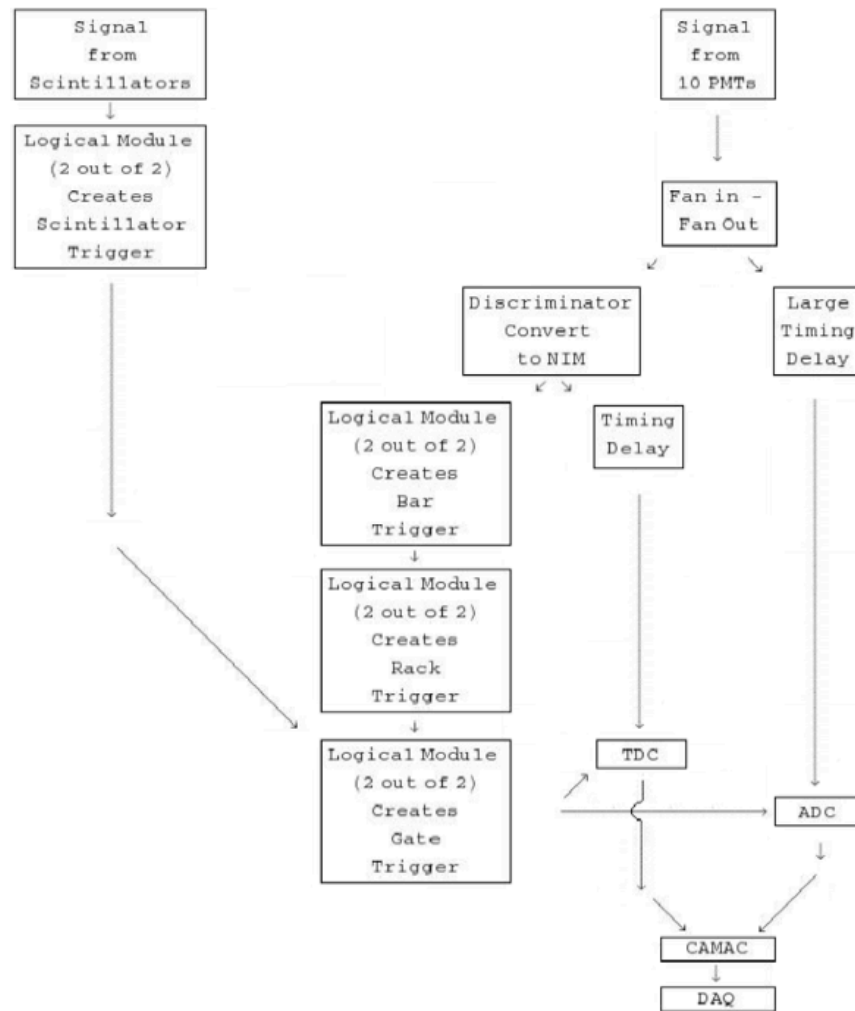 Signal
from
Scintillators
Signal
from
10 PMTs
Logical Module
(2 out of 2)
Creates
Scintillator
Trigger
Fan in -
Fan Out
Discriminator
Convert
to NIM
Large
Timing
Delay
Logical Module
(2 out of 2)
Creates
Bar
Trigger
Timing
Delay
Logical Module
(2 out of 2)
Creates
Rack
Trigger
Logical Module
(2 out of 2)
Creates
Gate
Trigger
TDC
ADC
CAMAC
DAQ